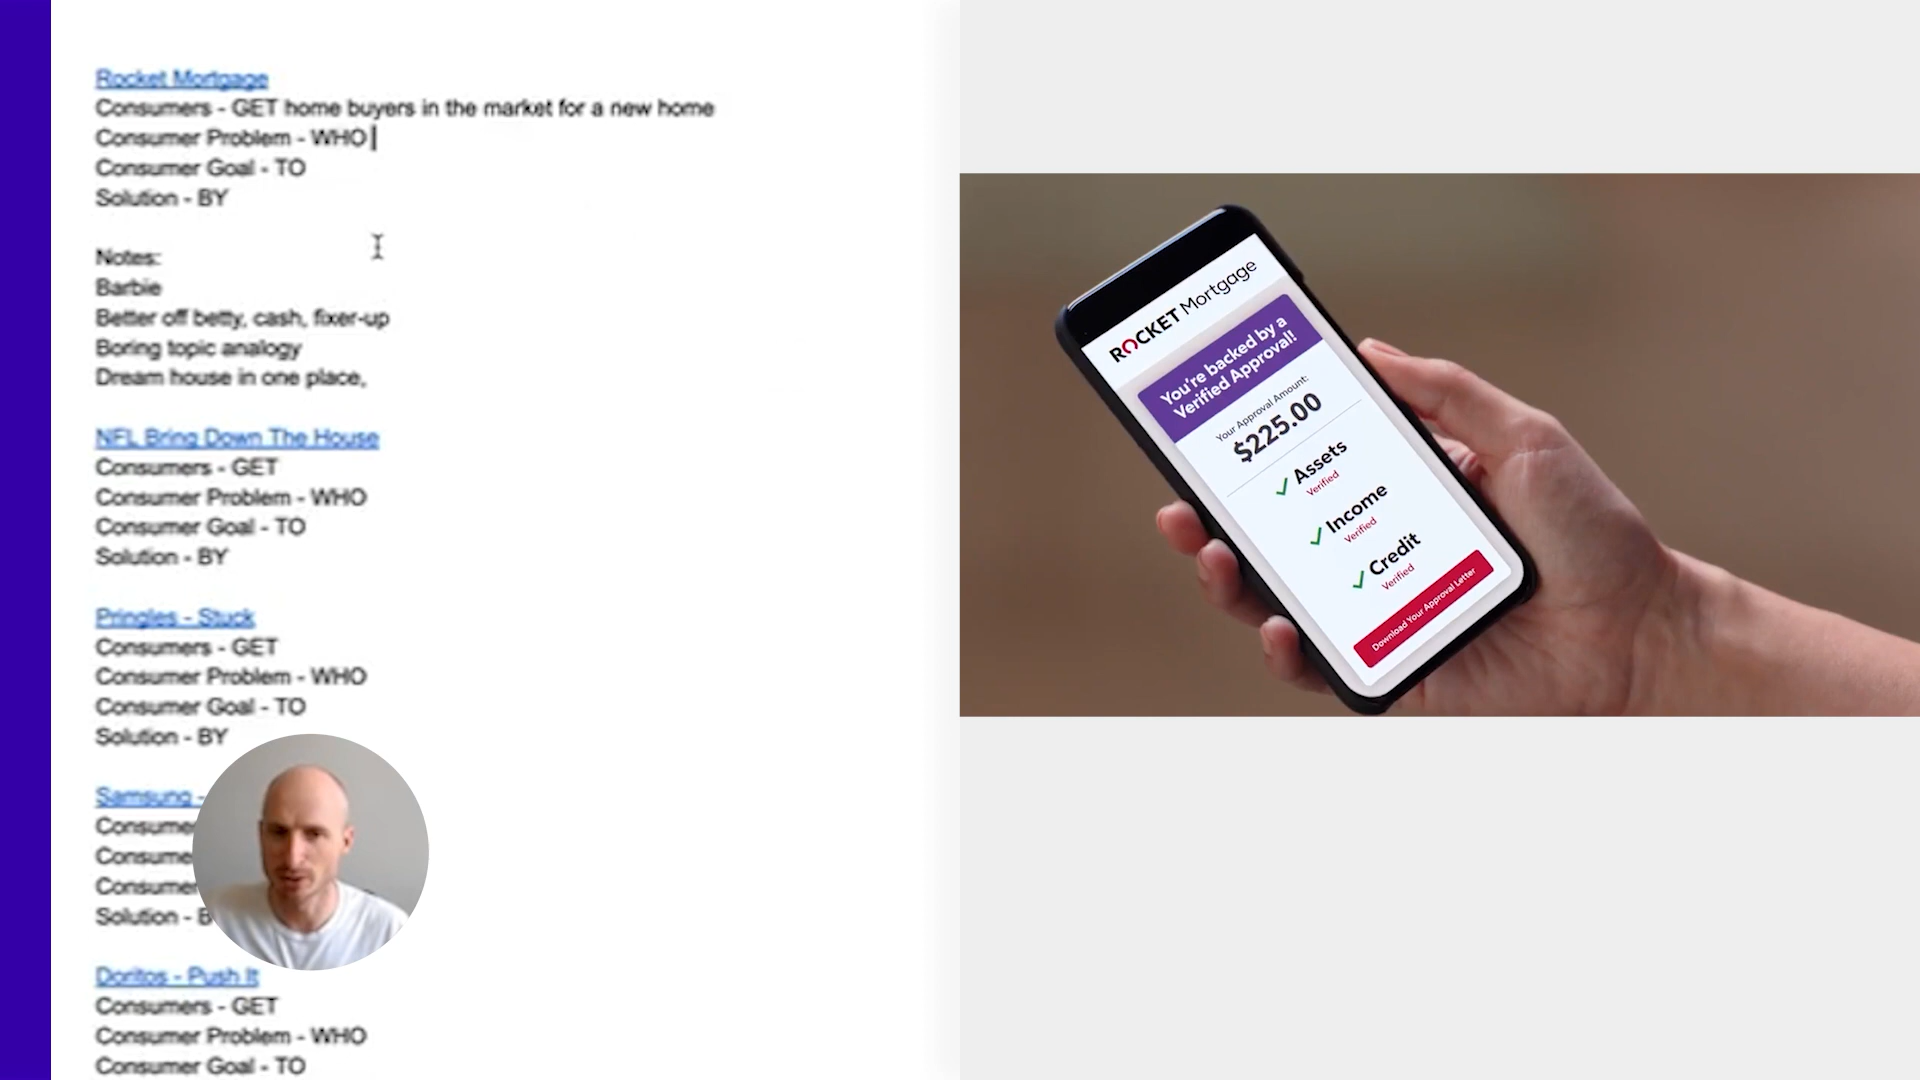 Rocket Mortgage
Consumers - GET home buyers in the market for a new home
Consumer Problem - WHO
Consumer Goal - TO
Solution - BY
Notes:
Barbie
Better off betty, cash, fixer-up
Boring topic analogy
Dream house in one place,
NFL Bring Down The House
Consumers - GET
Consumer Problem - WHO
Consumer Goal - TO
Solution - BY
Pringles - Stuck
Consumers - GET
Consumer Problem - WHO
Consumer Goal - TO
Solution - BY
Samsung -
Consumer
Consume
Consumer
Solution - B
Doritos - Push It
Consumers - GET
Consumer Problem - WHO
Consumer Goal - TO
ROCKET Mortgage
You're backed by a
Verified Approval!
Your Approval Amount:
$225.00
Assets
Verified
Income
Verified
Credit
Verified
Download Your Approval Letter